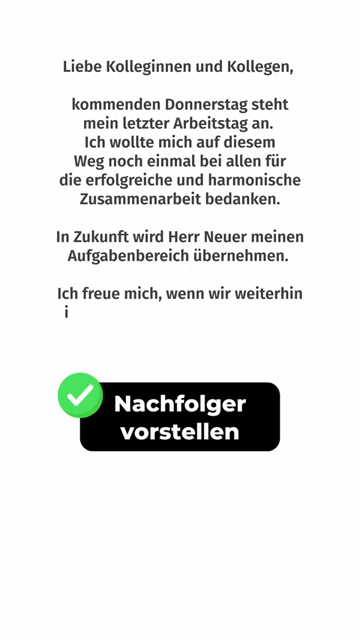 Liebe Kolleginnen und Kollegen,
kommenden Donnerstag steht
mein letzter Arbeitstag an.
Ich wollte mich auf diesem
Weg noch einmal bei allen für
die erfolgreiche und harmonische
Zusammenarbeit bedanken.
In Zukunft wird Herr Neuer meinen
Aufgabenbereich übernehmen.
Ich freue mich, wenn wir weiterhin
i
Nachfolger
vorstellen